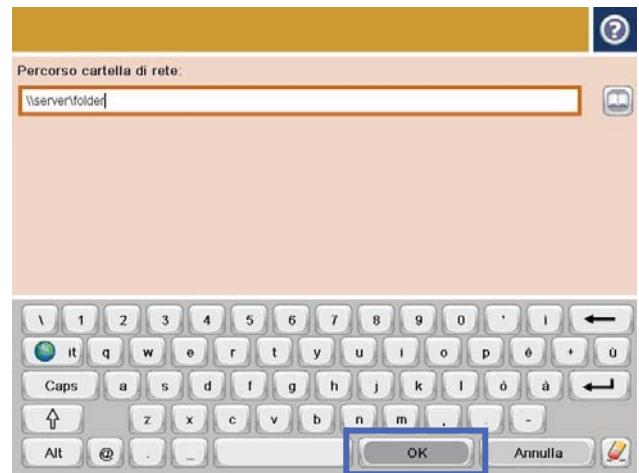 ?
Percorso cartella di rete:
\\server\folder
\ 1 2 3 4 5 6 7 8 9 0 '
it q w e r t y u i o p é + ù
Caps a s d f g h j k l ó á
z x c v b n m , . -
Alt @ . _ OK Annulla